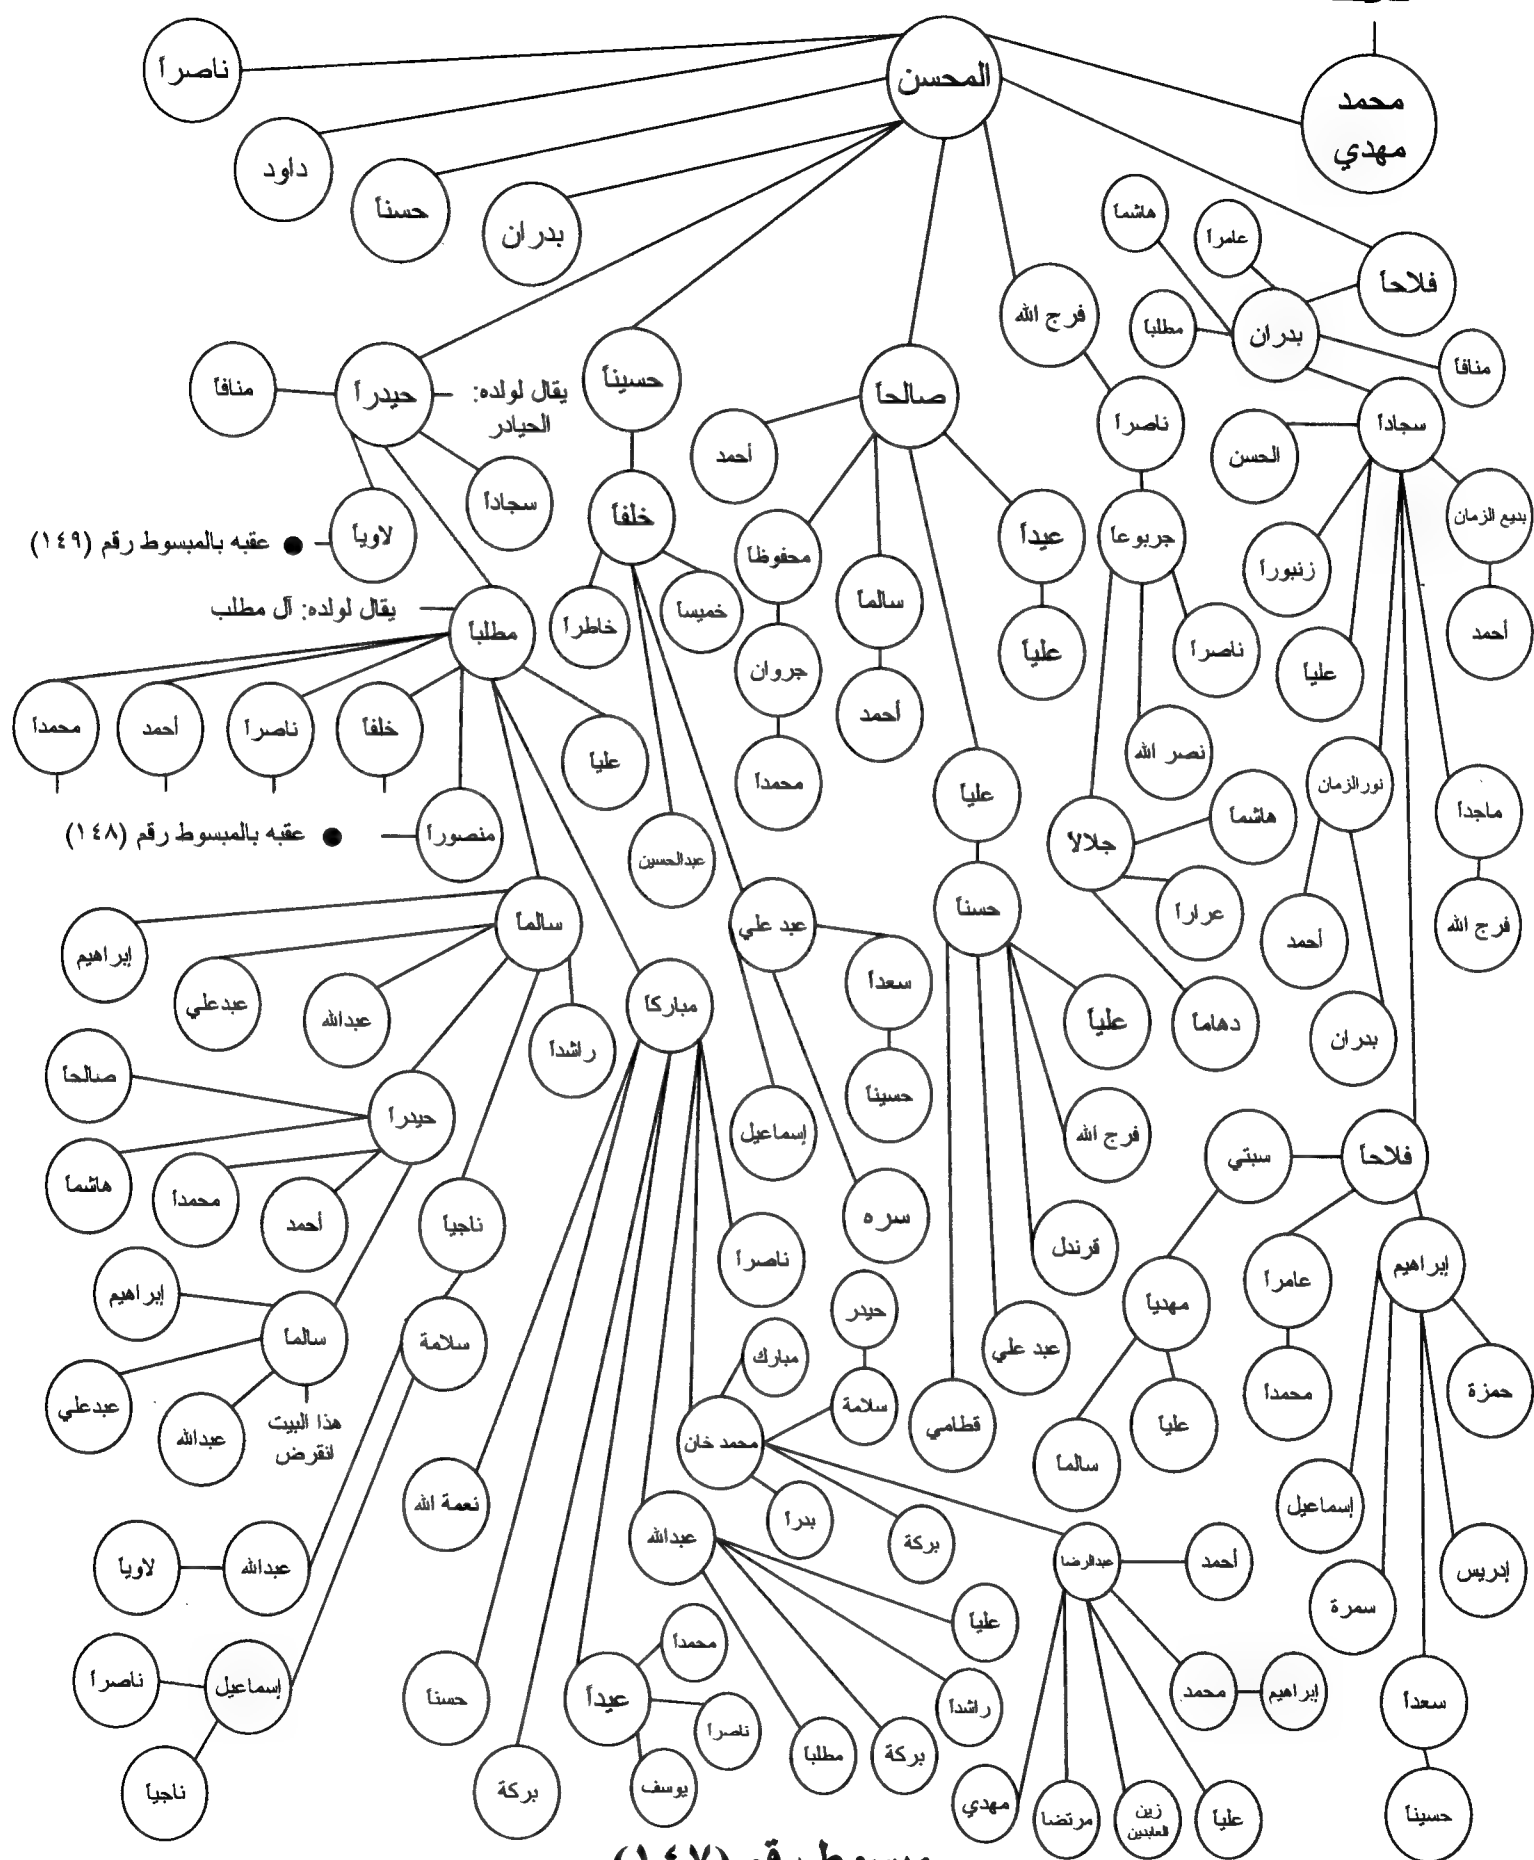 المحسن
محمد
مهدي
ناصراً
داود
حسناً
بدران
هاشماً
عامراً
فلاحاً
فرج الله
مطلباً
بدران
منافاً
منافاً
حيدراً
يقال لولده:
الحيادر
حسيناً
صالحاً
ناصراً
سجاداً
الحسن
أحمد
سجاداً
خلفاً
عيداً
جربوعاً
بديع الزمان
زنبوراً
لاوياً
عقبه بالمبسوط رقم (١٤٩)
محفوظاً
سالماً
خاطراً
خميساً
يقال لولده: آل مطلب
مطلباً
علياً
ناصراً
علياً
أحمد
جروان
أحمد
محمداً
أحمد
ناصراً
خلفاً
علياً
محمداً
نصر الله
نور الزمان
ماجداً
علياً
جلالاً
هاشماً
منصوراً
عقبه بالمبسوط رقم (١٤٨)
عبدالحسين
حسناً
عراراً
أحمد
فرج الله
سالماً
عبد علي
إبراهيم
عبدعلي
عبدالله
راشداً
مباركاً
سعداً
علياً
دهاماً
بدران
صالحاً
حيدراً
إسماعيل
حسيناً
فرج الله
سبتي
فلاحاً
هاشماً
محمداً
أحمد
ناجياً
ناصراً
سره
قرندل
مهدياً
عامراً
إبراهيم
إبراهيم
سالماً
سلامة
حيدر
مبارك
عبد علي
محمداً
حمزة
عبدعلي
عبدالله
هذا البيت
انقرض
محمد خان
سلامة
قطامي
سالماً
علياً
نعمة الله
عبدالله
بدراً
بركة
إسماعيل
لاوياً
عبدالله
عبدالرضا
أحمد
سمرة
إدريس
علياً
محمداً
ناصراً
إسماعيل
حسناً
عيداً
ناصراً
راشداً
محمد
إبراهيم
سعداً
ناجياً
بركة
يوسف
مطلباً
بركة
مهدي
مرتضا
زين
العابدين
علياً
حسيناً
مبسوط رقم (١٤٧)